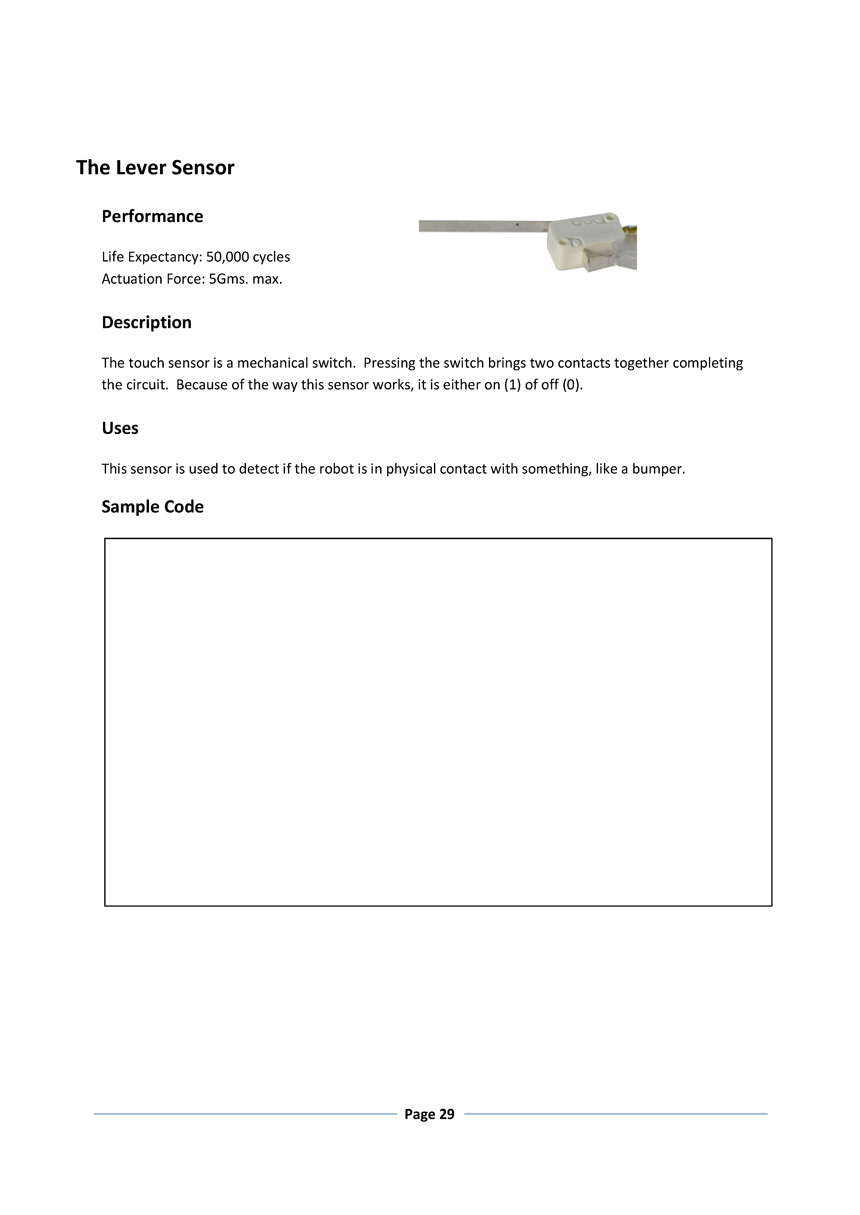 The Lever Sensor
Performance
Life Expectancy: 50,000 cycles
Actuation Force: 5Gms. max.
Description
The touch sensor is a mechanical switch.  Pressing the switch brings two contacts together completing
the circuit.  Because of the way this sensor works, it is either on (1) of off (0).
Uses
This sensor is used to detect if the robot is in physical contact with something, like a bumper.
Sample Code
Page 29